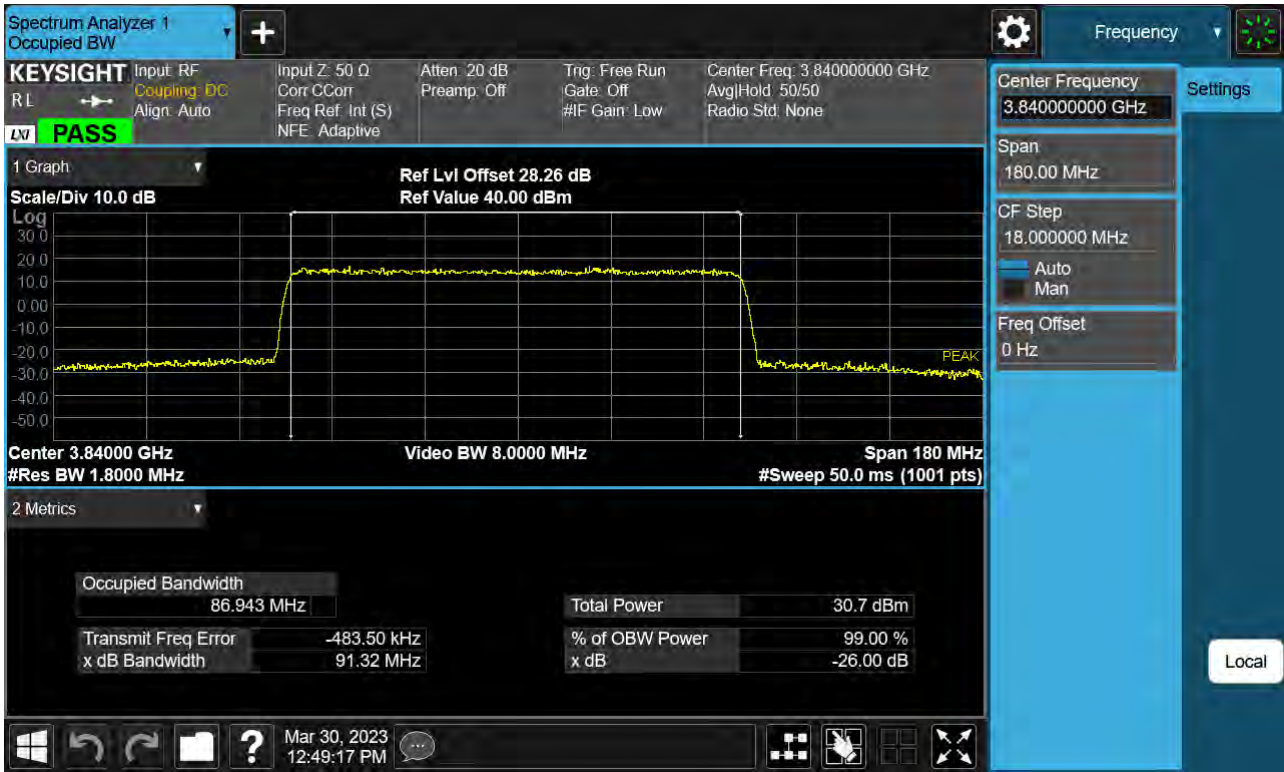 Spectrum Analyzer 1
Occupied BW
Frequency
KEYSIGHT
RL
LXI
PASS
Input: RF
Coupling: DC
Align: Auto
Input Z: 50 Ω
Corr CCorr
Freq Ref: Int (S)
NFE: Adaptive
Atten: 20 dB
Preamp: Off
Trig: Free Run
Gate: Off
#IF Gain: Low
Center Freq: 3.840000000 GHz
Avg|Hold: 50/50
Radio Std: None
1 Graph
Scale/Div 10.0 dB
Ref Lvl Offset 28.26 dB
Ref Value 40.00 dBm
Log
30.0
20.0
10.0
0.00
-10.0
-20.0
-30.0
-40.0
-50.0
PEAK
Center 3.84000 GHz
#Res BW 1.8000 MHz
Video BW 8.0000 MHz
Span 180 MHz
#Sweep 50.0 ms (1001 pts)
2 Metrics
Occupied Bandwidth
86.943 MHz
Transmit Freq Error -483.50 kHz
x dB Bandwidth 91.32 MHz
Total Power 30.7 dBm
% of OBW Power 99.00 %
x dB -26.00 dB
Center Frequency
3.840000000 GHz
Span
180.00 MHz
CF Step
18.000000 MHz
Auto
Man
Freq Offset
0 Hz
Settings
Local
?
Mar 30, 2023
12:49:17 PM